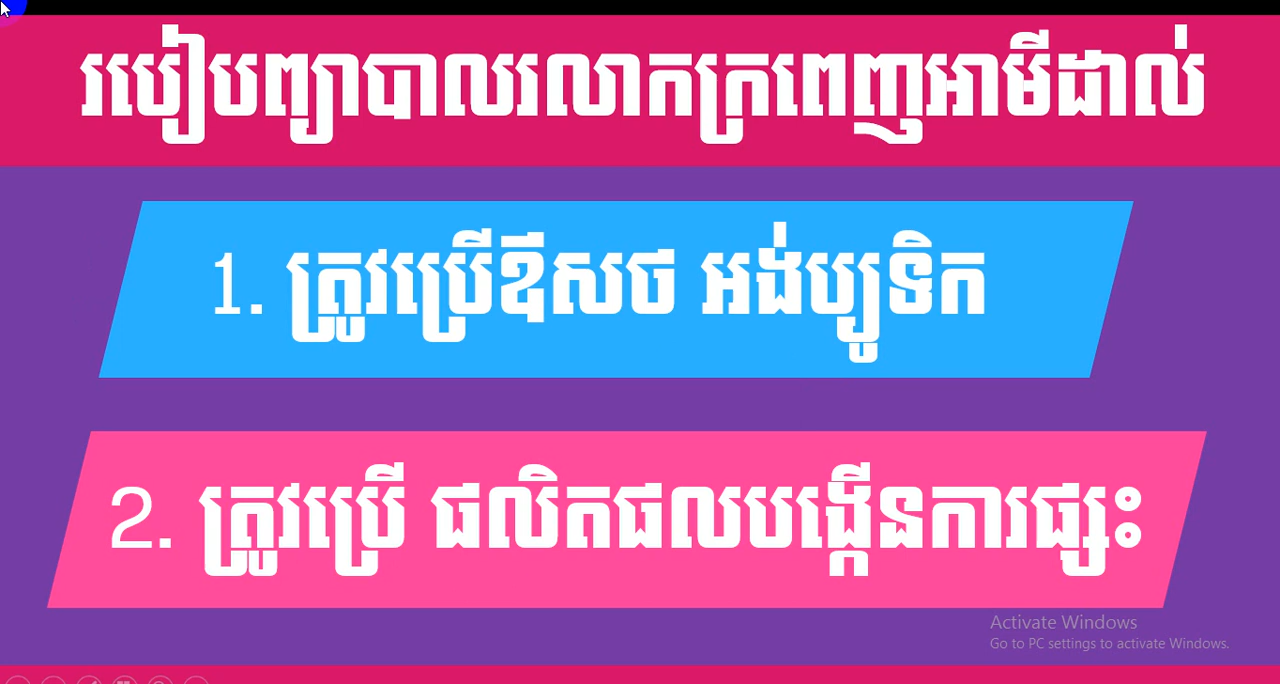 របៀបព្យាបាលរលាកក្រពេញអាមីដាល់
1. ត្រូវប្រើឪសថ អង់ប្យូទិក
2. ត្រូវប្រើ ផលិតផលបង្កើនការផ្សះ
Activate Windows
Go to PC settings to activate Windows.